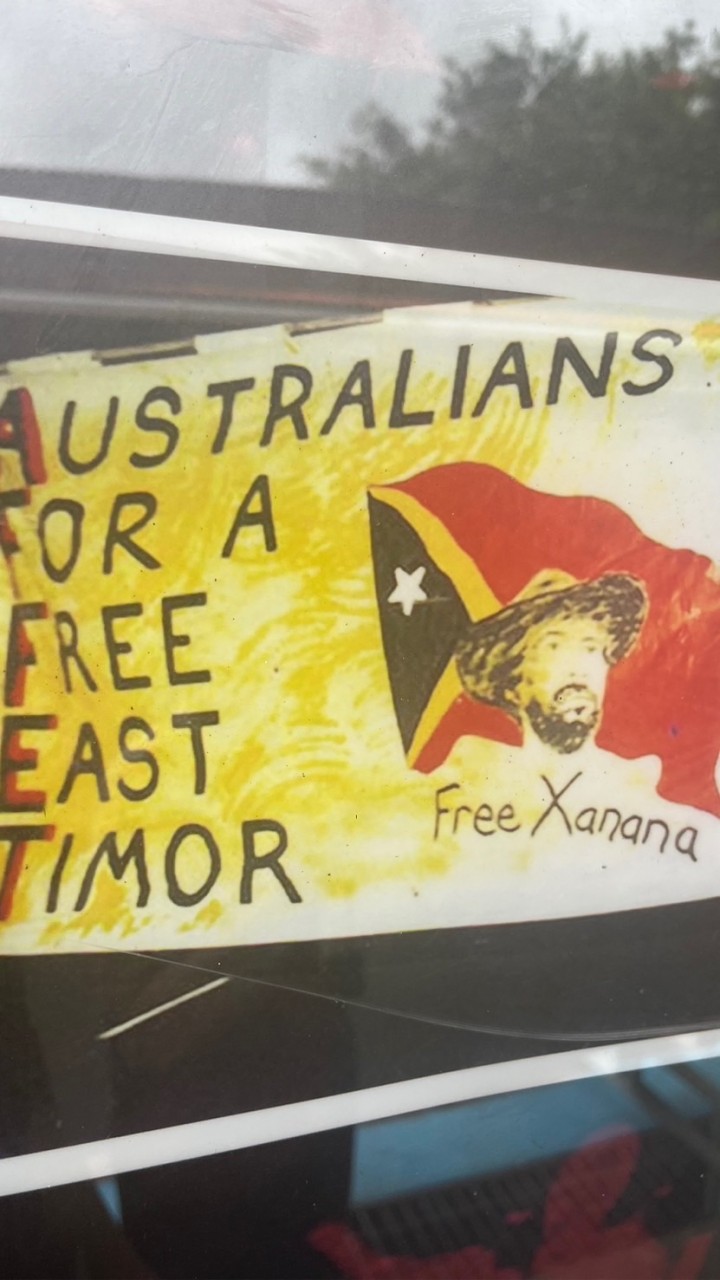 AUSTRALIANS
FOR A
FREE
EAST
TIMOR
Free Xanana